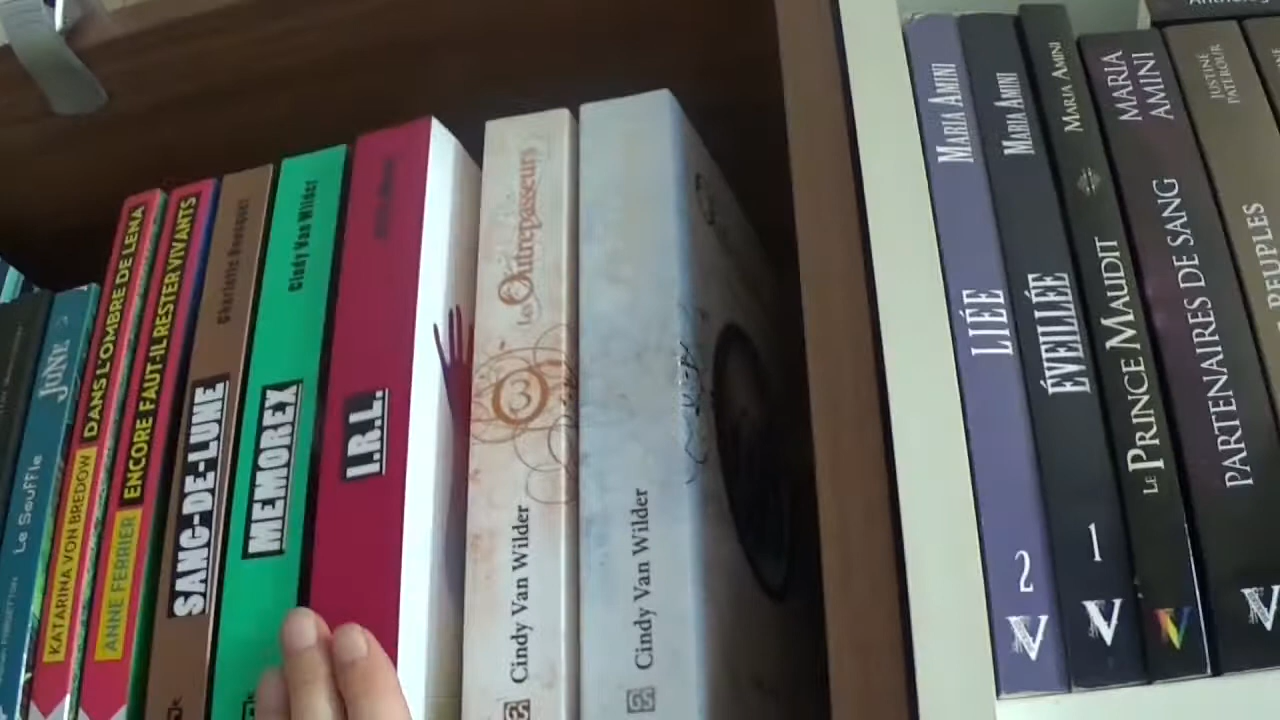 JUNE
Le Souffle
KATARINA VON BREDOW DANS L'OMBRE DE LENA
ANNE FERRIER ENCORE FAUT-IL RESTER VIVANTS
SANG-DE-LUNE
Cindy Van Wilder
MEMOREX
I.R.L.
Les Outrepasseurs
3
Cindy Van Wilder
Cindy Van Wilder
MARIA AMINI
LIÉE
2
MARIA AMINI
ÉVEILLÉE
1
MARIA AMINI
LE PRINCE MAUDIT
MARIA AMINI
PARTENAIRES DE SANG
JUSTINE PATEROUR
PEUPLES